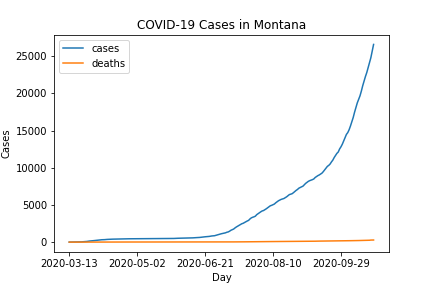 COVID-19 Cases in Montana
cases
deaths
25000
20000
15000
10000
5000
0
Cases
2020-03-13 2020-05-02 2020-06-21 2020-08-10 2020-09-29
Day